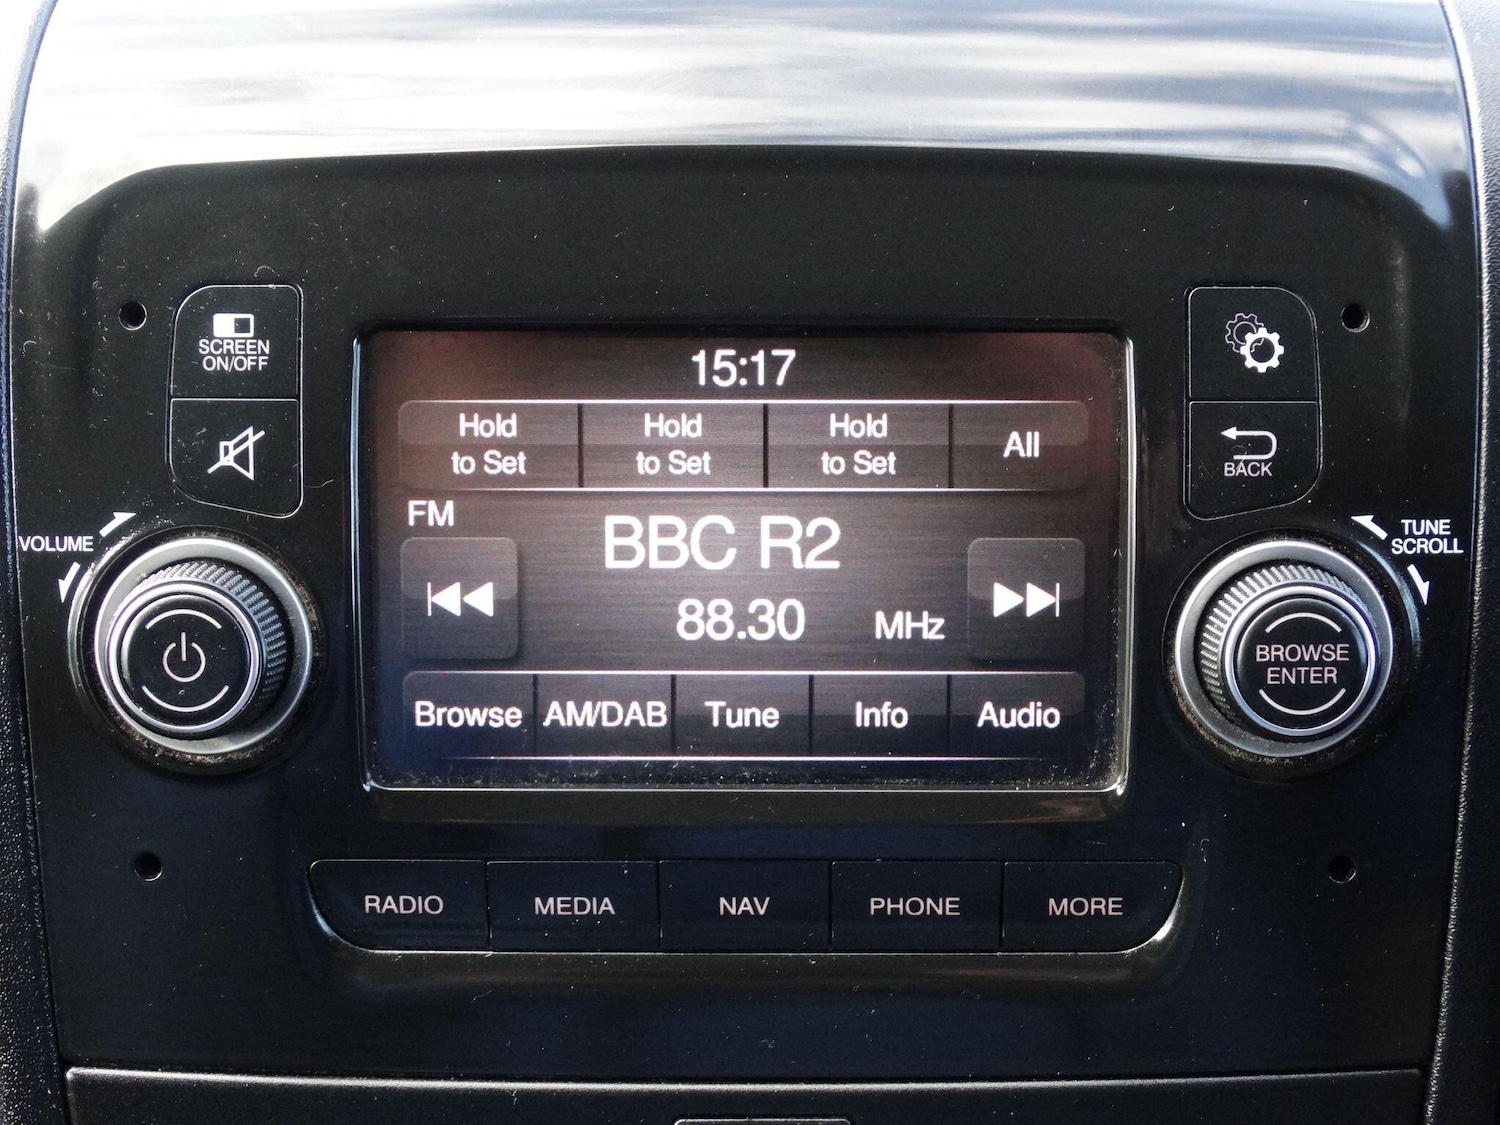 15:17
SCREEN
ON/OFF
Hold
to Set
Hold
to Set
Hold
to Set
All
BACK
FM
BBC R2
88.30 MHz
VOLUME
TUNE
SCROLL
BROWSE
ENTER
Browse AM/DAB Tune Info Audio
RADIO MEDIA NAV PHONE MORE